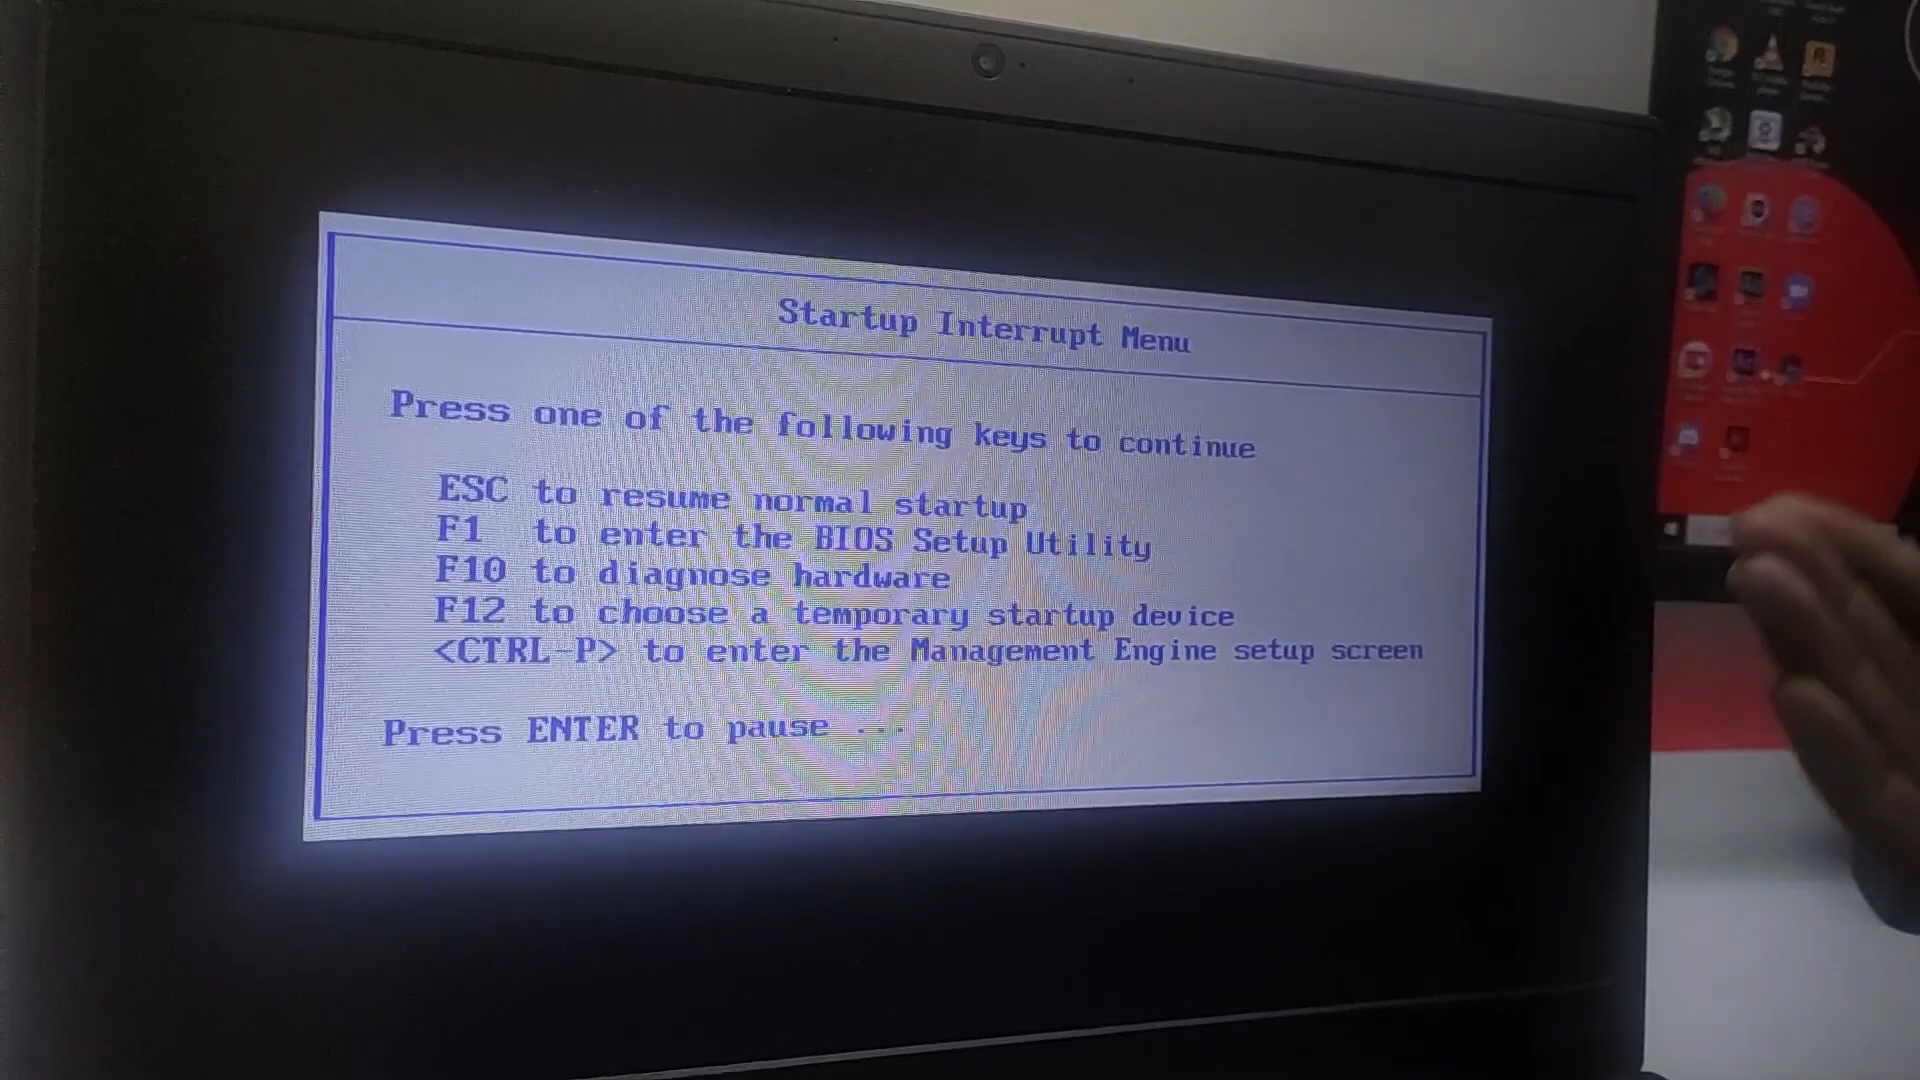 Startup Interrupt Menu
Press one of the following keys to continue
ESC to resume normal startup
F1 to enter the BIOS Setup Utility
F10 to diagnose hardware
F12 to choose a temporary startup device
<CTRL-P> to enter the Management Engine setup screen
Press ENTER to pause ...